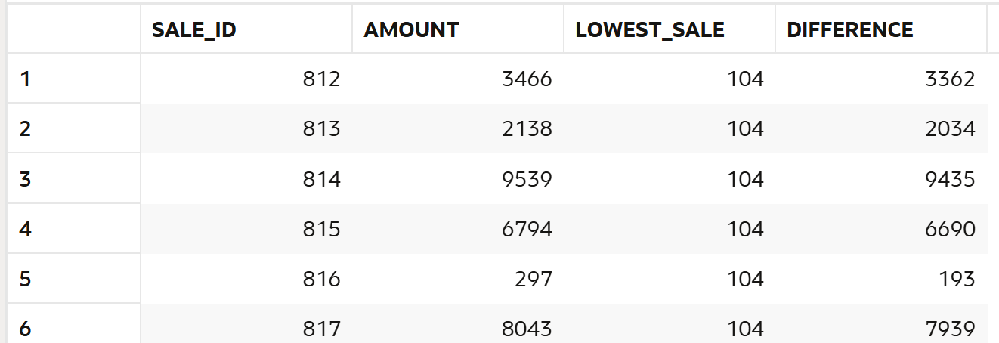 SALE_ID AMOUNT LOWEST_SALE DIFFERENCE
1 812 3466 104 3362
2 813 2138 104 2034
3 814 9539 104 9435
4 815 6794 104 6690
5 816 297 104 193
6 817 8043 104 7939